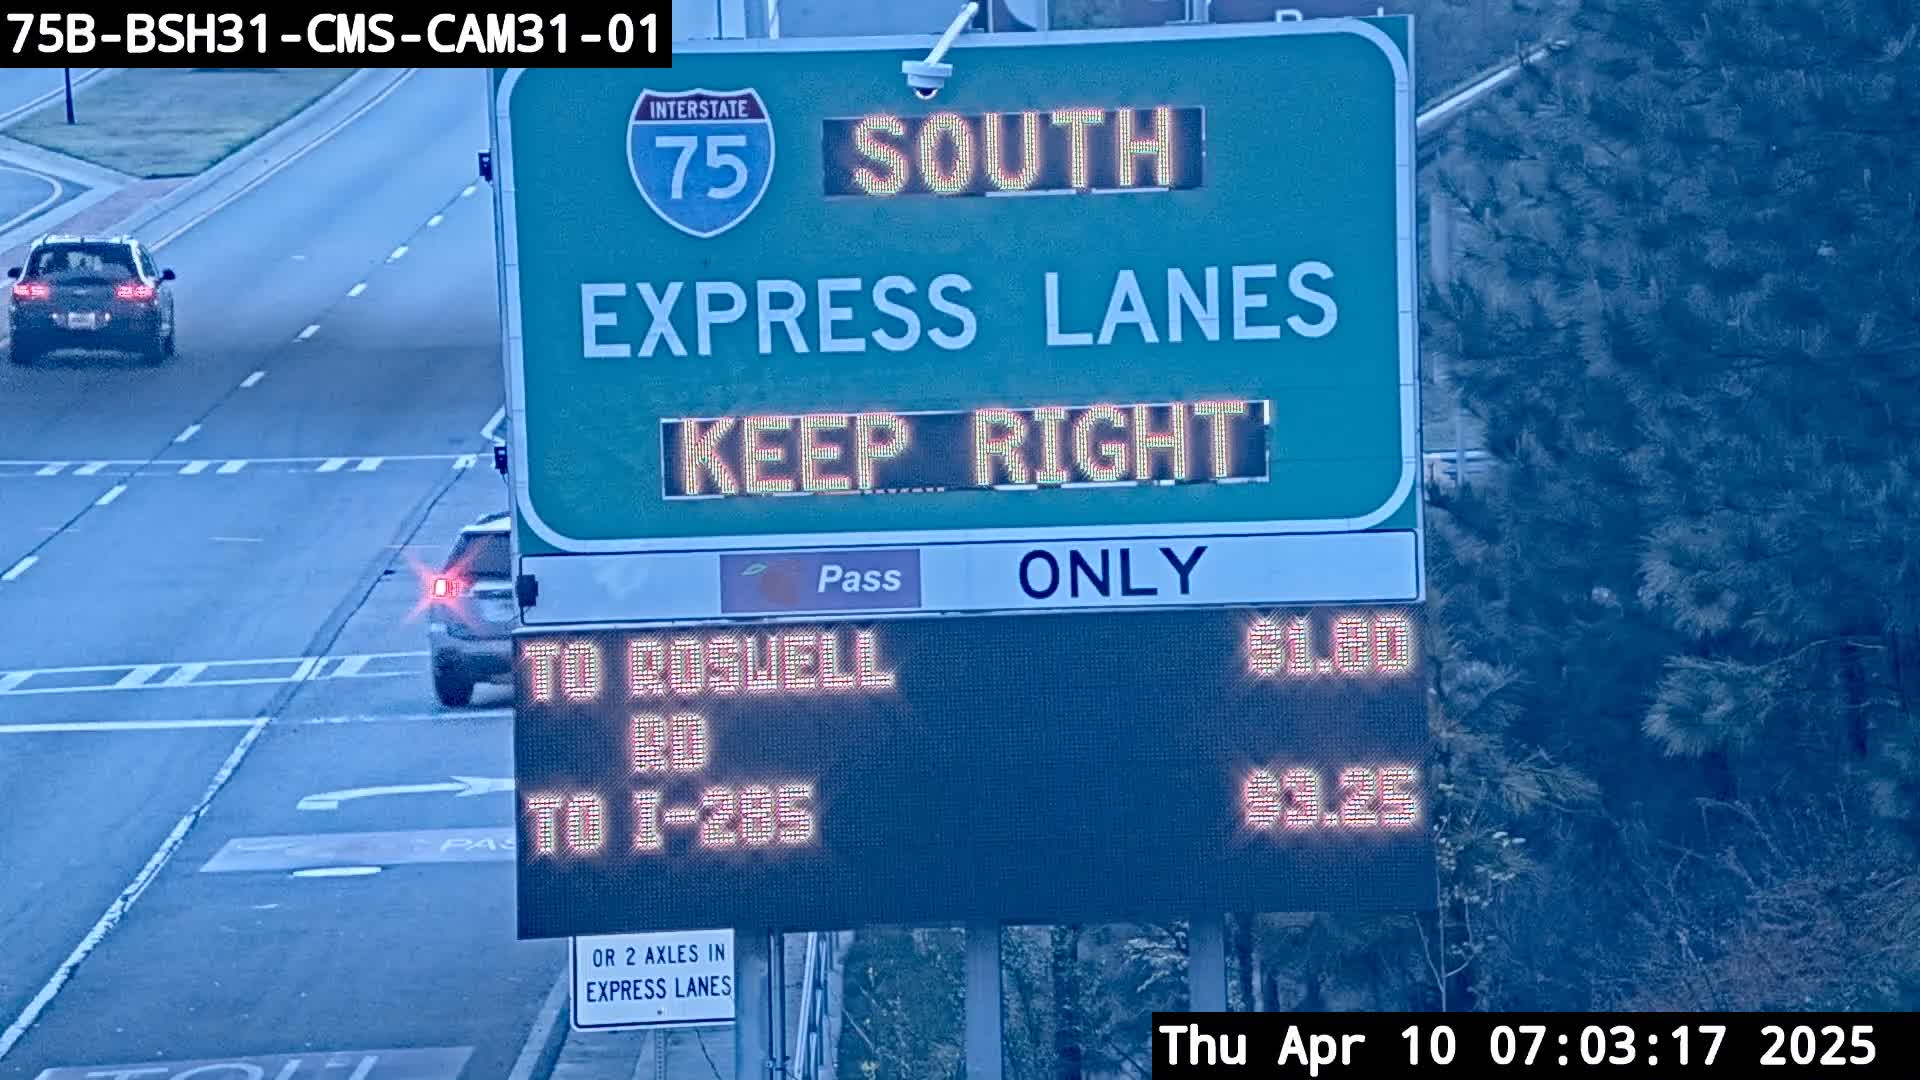 75B-BSH31-CMS-CAM31-01
INTERSTATE
75
SOUTH
EXPRESS LANES
KEEP RIGHT
Pass ONLY
TO ROSWELL $1.80
RD
TO I-285 $3.25
OR 2 AXLES IN
EXPRESS LANES
Thu Apr 10 07:03:17 2025